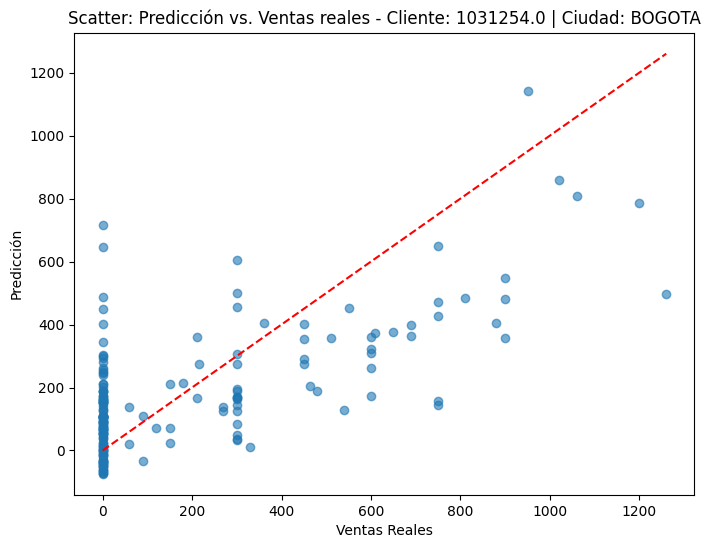 Scatter: Predicción vs. Ventas reales - Cliente: 1031254.0 | Ciudad: BOGOTA
1200
1000
800
600
400
200
0
Predicción
0 200 400 600 800 1000 1200
Ventas Reales